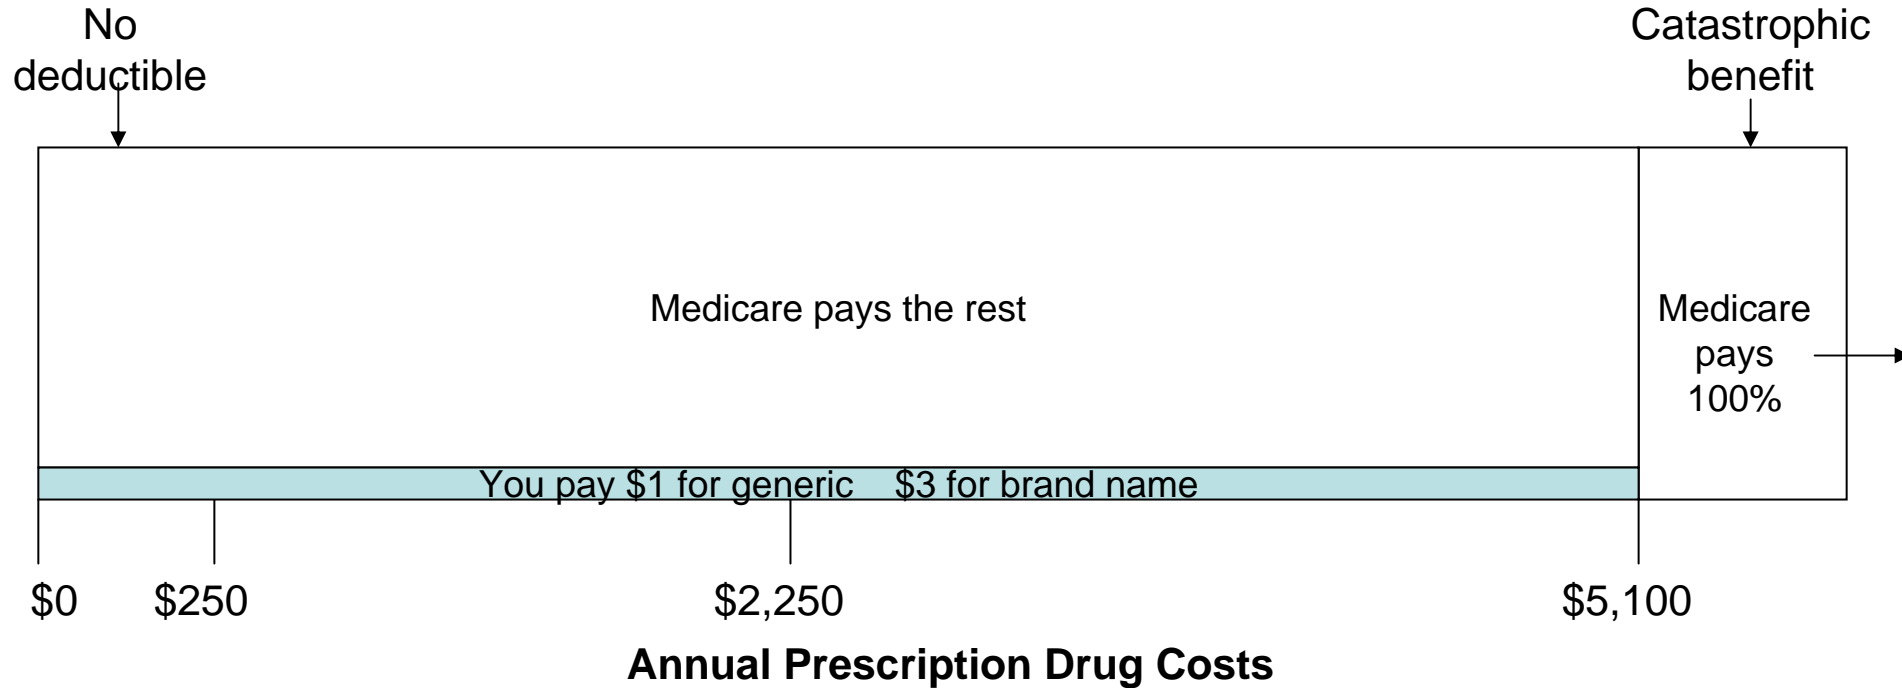 No
deductible
Catastrophic
benefit
Medicare pays the rest
Medicare
pays
100%
You pay $1 for generic $3 for brand name
$0 $250 $2,250 $5,100
Annual Prescription Drug Costs